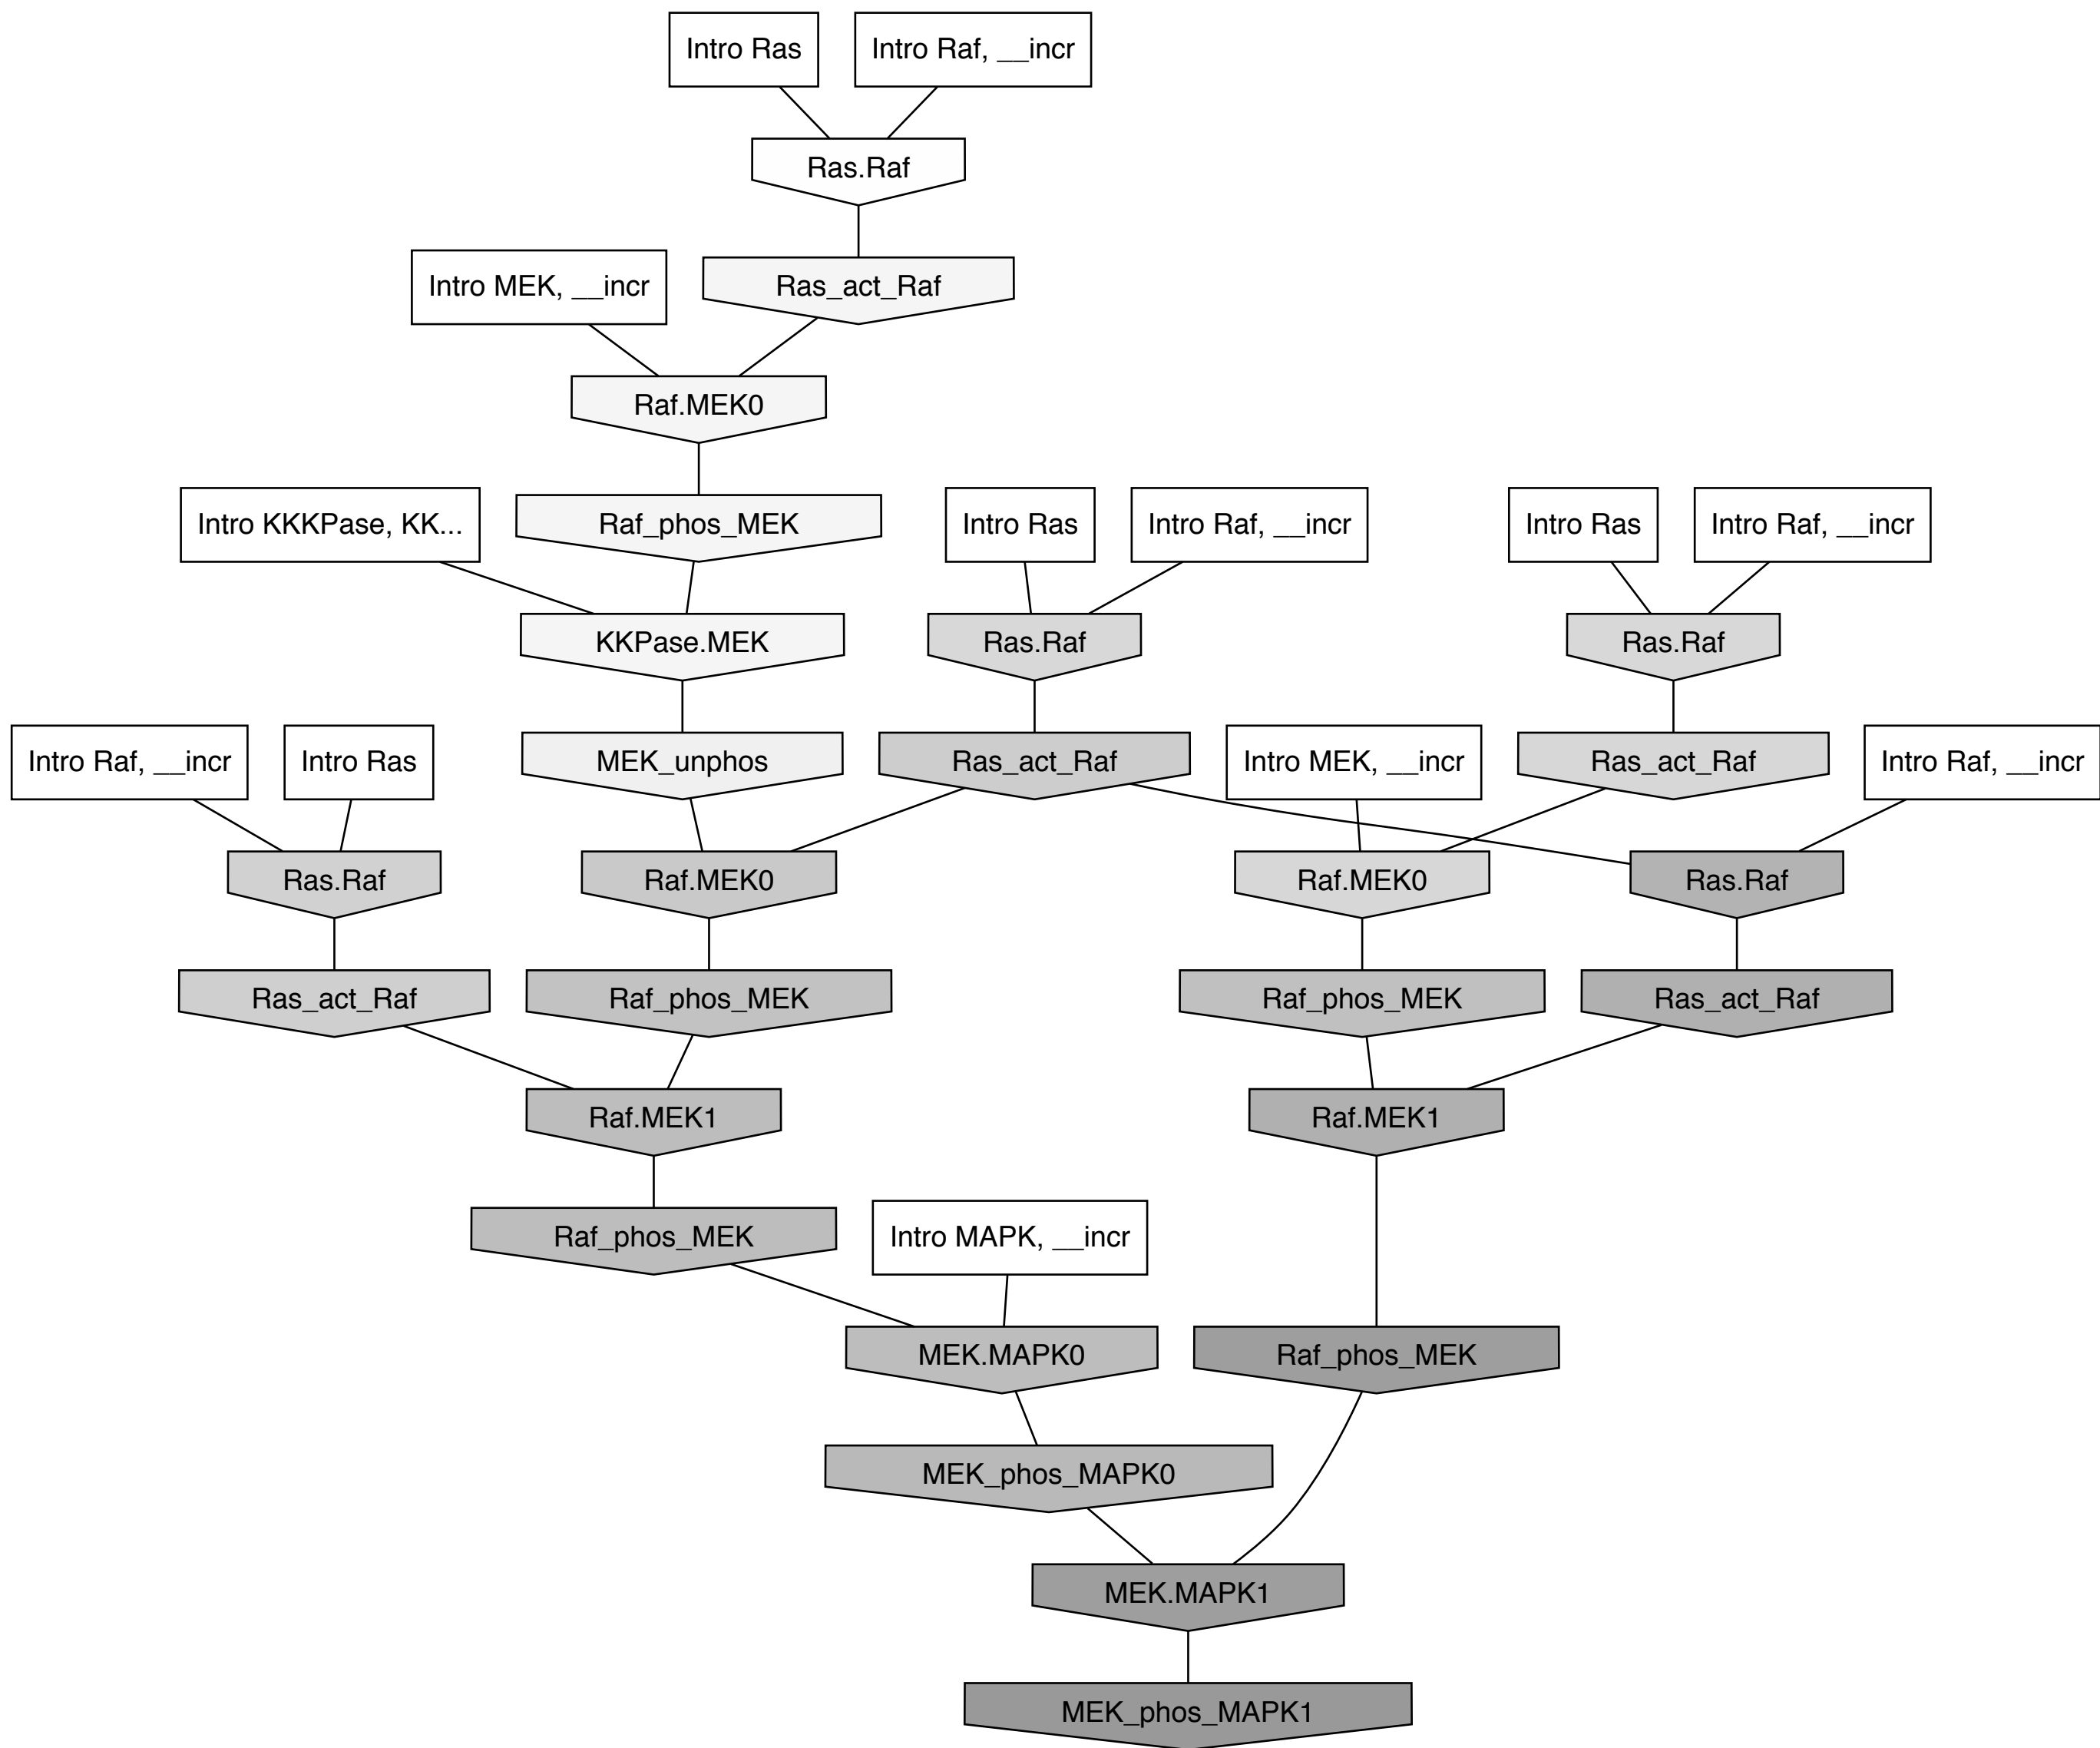 Intro Ras
Intro Raf, __incr
Ras.Raf
Intro MEK, __incr
Ras_act_Raf
Raf.MEK0
Intro KKKPase, KK...
Raf_phos_MEK
Intro Ras
Intro Raf, __incr
Intro Ras
Intro Raf, __incr
KKPase.MEK
Ras.Raf
Ras.Raf
Intro Raf, __incr
Intro Ras
MEK_unphos
Ras_act_Raf
Intro MEK, __incr
Ras_act_Raf
Intro Raf, __incr
Ras.Raf
Raf.MEK0
Raf.MEK0
Ras.Raf
Ras_act_Raf
Raf_phos_MEK
Raf_phos_MEK
Ras_act_Raf
Raf.MEK1
Raf.MEK1
Raf_phos_MEK
Intro MAPK, __incr
MEK.MAPK0
Raf_phos_MEK
MEK_phos_MAPK0
MEK.MAPK1
MEK_phos_MAPK1